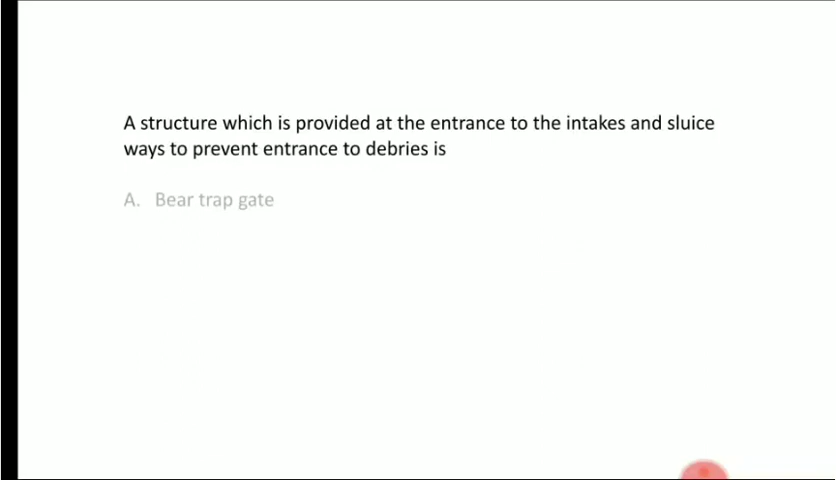 A structure which is provided at the entrance to the intakes and sluice
ways to prevent entrance to debries is
A. Bear trap gate